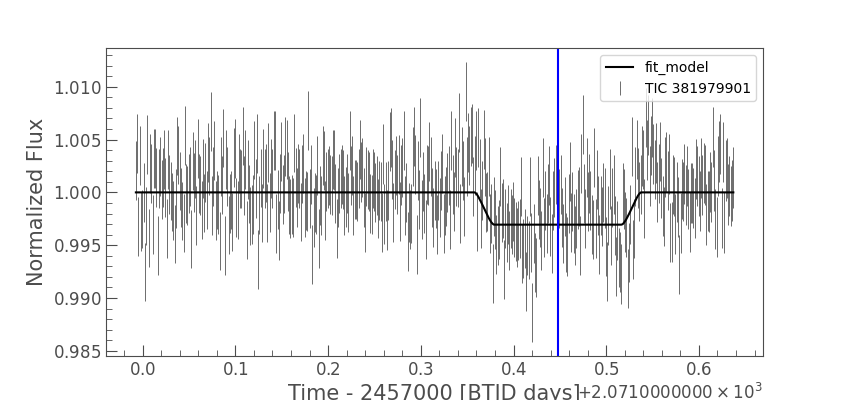 fit_model
TIC 381979901
Normalized Flux
1.010
1.005
1.000
0.995
0.990
0.985
0.0 0.1 0.2 0.3 0.4 0.5 0.6
Time - 2457000 [BTJD days]
+2.0710000000×10³